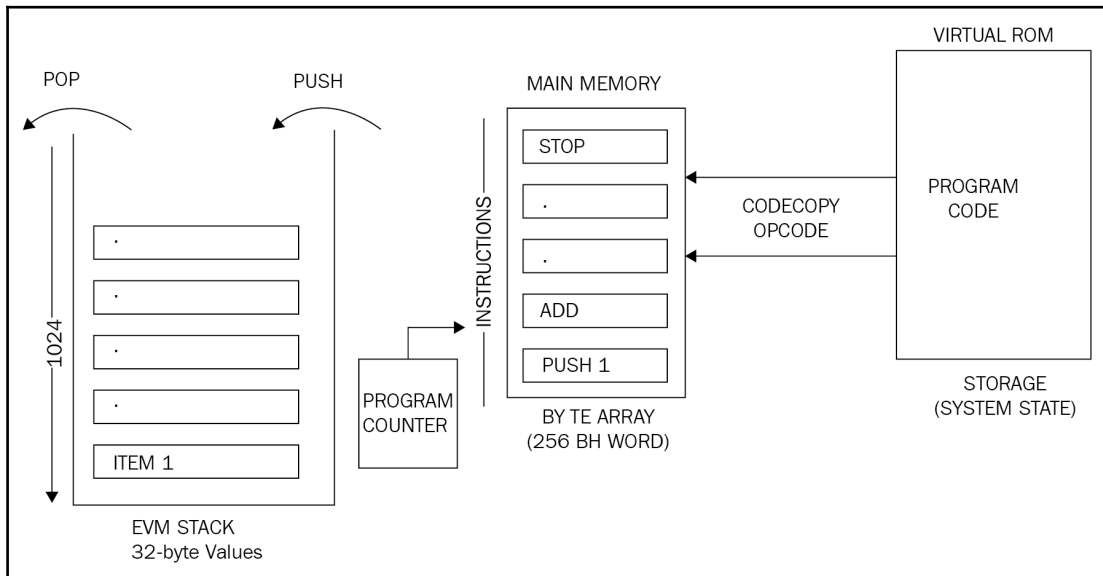 POP
PUSH
.
.
.
.
ITEM 1
1024
EVM STACK
32-byte Values
PROGRAM
COUNTER
INSTRUCTIONS
MAIN MEMORY
STOP
.
.
ADD
PUSH 1
BY TE ARRAY
(256 BH WORD)
CODECOPY
OPCODE
VIRTUAL ROM
PROGRAM
CODE
STORAGE
(SYSTEM STATE)